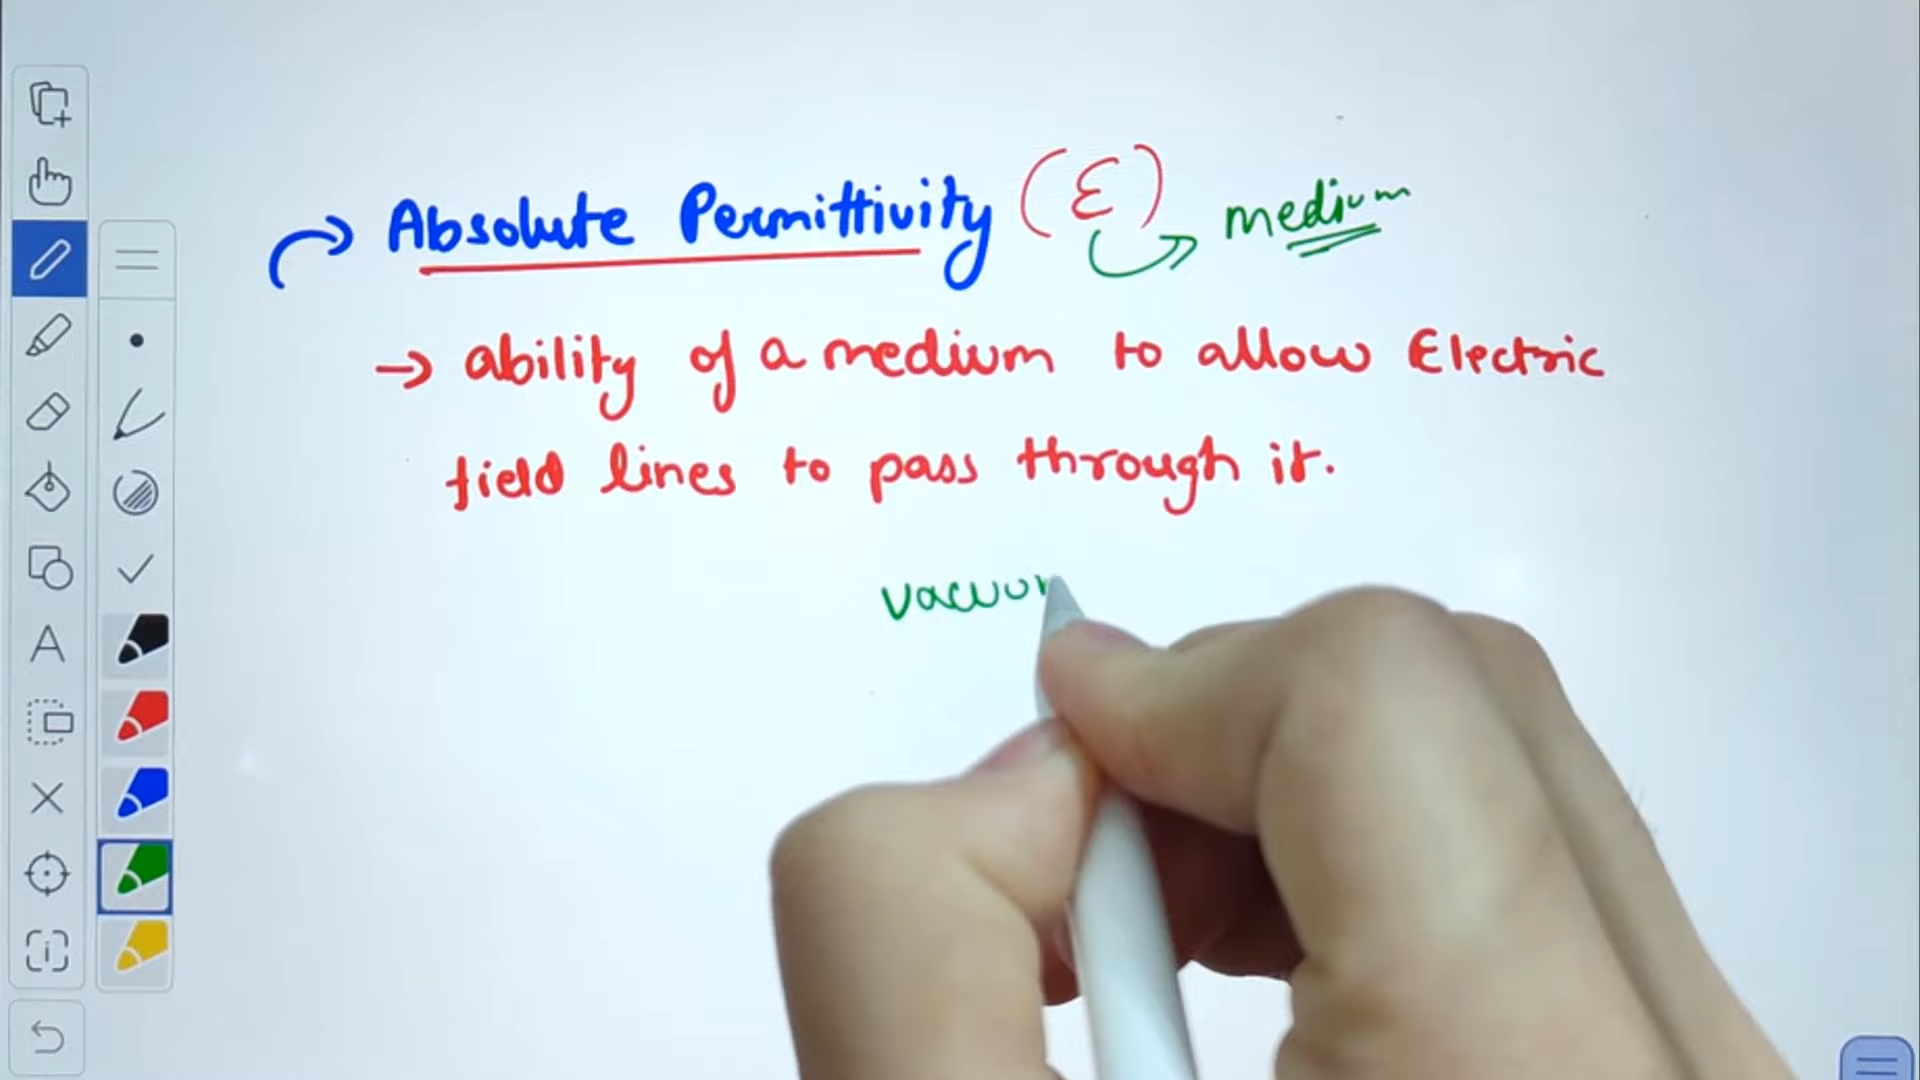 → Absolute Permittivity (ε) → medium
→ ability of a medium to allow Electric
field lines to pass through it.
A